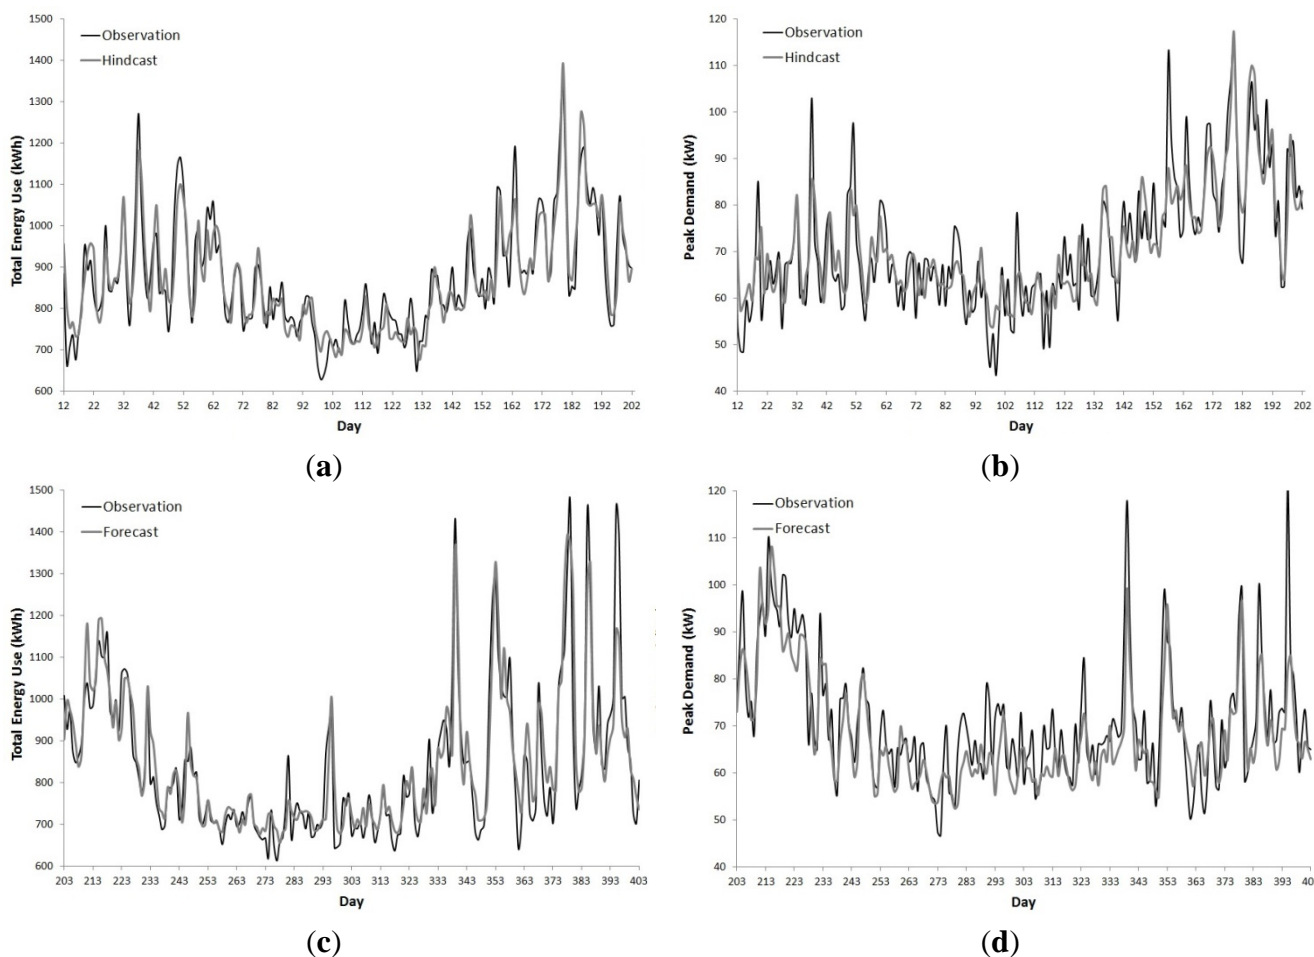 1500
1400
1300
1200
1100
1000
900
800
700
600
Total Energy Use (kWh)
Observation
Hindcast
12 22 32 42 52 62 72 82 92 102 112 122 132 142 152 162 172 182 192 202
Day
(a)
120
110
100
90
80
70
60
50
40
Peak Demand (kW)
Observation
Hindcast
12 22 32 42 52 62 72 82 92 102 112 122 132 142 152 162 172 182 192 202
Day
(b)
1500
1400
1300
1200
1100
1000
900
800
700
600
Total Energy Use (kWh)
Observation
Forecast
203 213 223 233 243 253 263 273 283 293 303 313 323 333 343 353 363 373 383 393 403
Day
(c)
120
110
100
90
80
70
60
50
40
Peak Demand (kW)
Observation
Forecast
203 213 223 233 243 253 263 273 283 293 303 313 323 333 343 353 363 373 383 393 40
Day
(d)